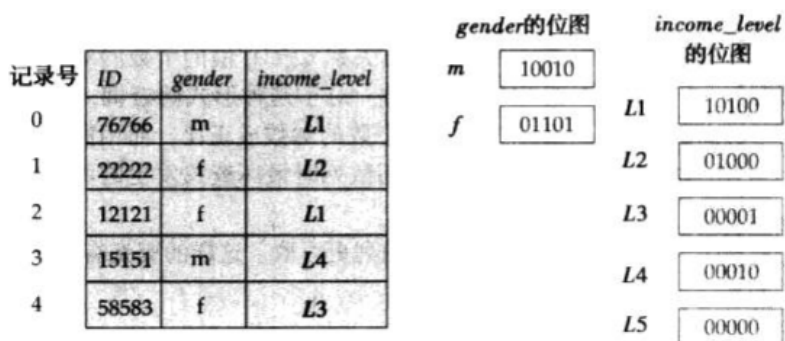 记录号 ID gender income_level
0 76766 m L1
1 22222 f L2
2 12121 f L1
3 15151 m L4
4 58583 f L3
gender的位图
m 10010
f 01101
income_level
的位图
L1 10100
L2 01000
L3 00001
L4 00010
L5 00000